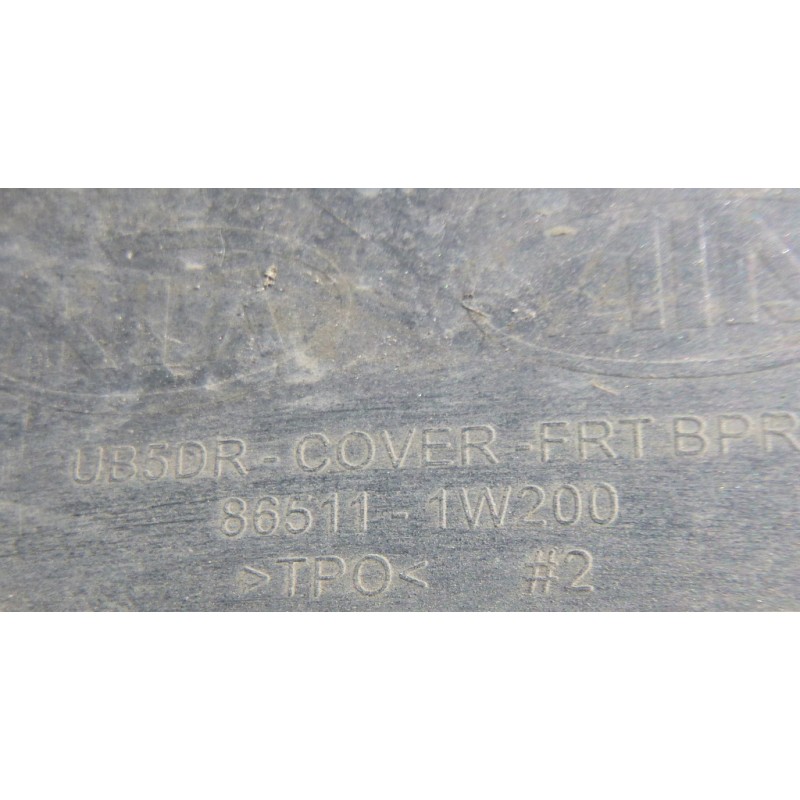 UB5DR - COVER -FRT BPR
86511 - 1W200
>TPO< #2